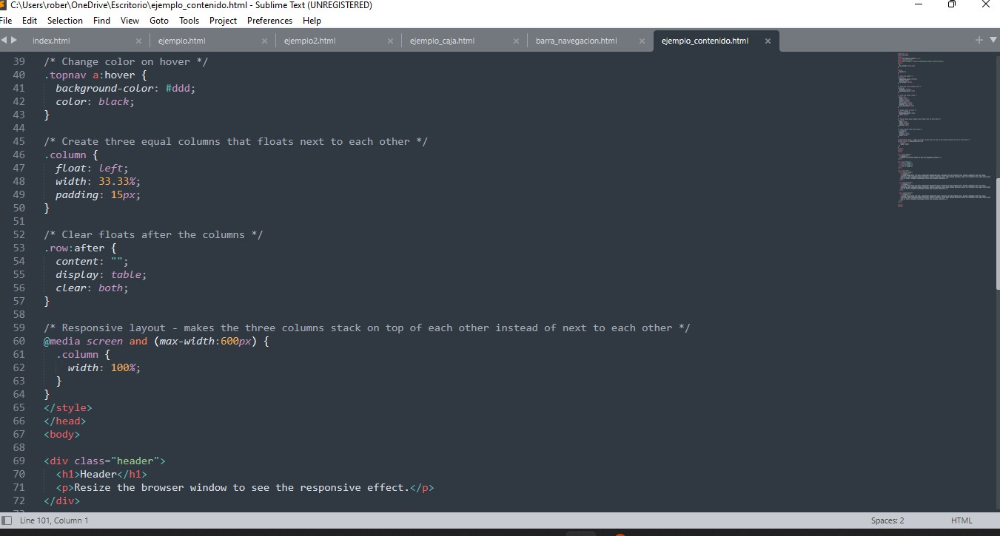 C:\Users\rober\OneDrive\Escritorio\ejemplo_contenido.html - Sublime Text (UNREGISTERED)
File Edit Selection Find View Goto Tools Project Preferences Help
index.html ejemplo.html ejemplo2.html ejemplo_caja.html barra_navegacion.html ejemplo_contenido.html
39 /* Change color on hover */
40 .topnav a:hover {
41   background-color: #ddd;
42   color: black;
43 }
44
45 /* Create three equal columns that floats next to each other */
46 .column {
47   float: left;
48   width: 33.33%;
49   padding: 15px;
50 }
51
52 /* Clear floats after the columns */
53 .row:after {
54   content: "";
55   display: table;
56   clear: both;
57 }
58
59 /* Responsive layout - makes the three columns stack on top of each other instead of next to each other */
60 @media screen and (max-width:600px) {
61   .column {
62     width: 100%;
63   }
64 }
65 </style>
66 </head>
67 <body>
68
69 <div class="header">
70   <h1>Header</h1>
71   <p>Resize the browser window to see the responsive effect.</p>
72 </div>
Line 101, Column 1 Spaces: 2 HTML